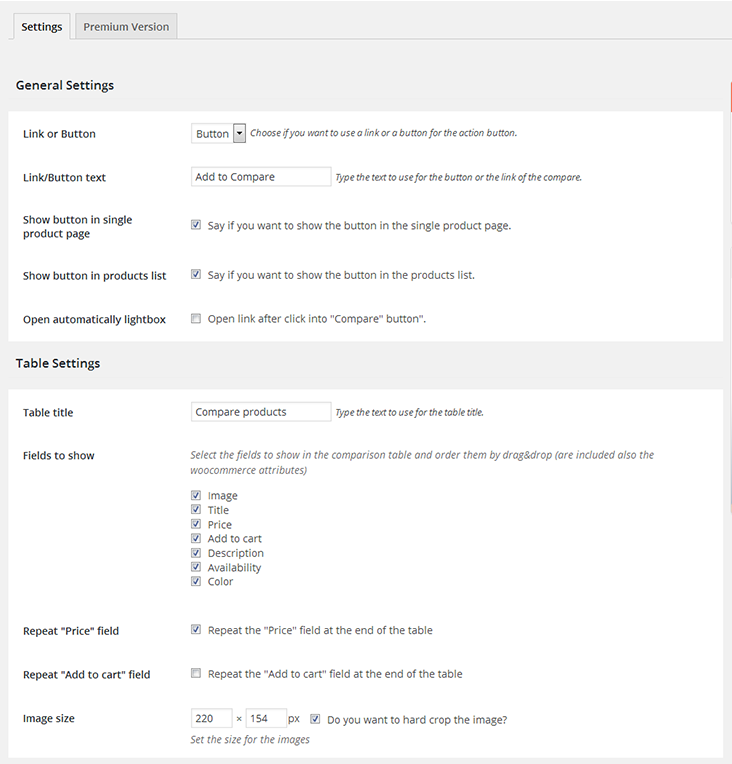 Settings
Premium Version
General Settings
Link or Button
Button
Choose if you want to use a link or a button for the action button.
Link/Button text
Add to Compare
Type the text to use for the button or the link of the compare.
Show button in single
product page
Say if you want to show the button in the single product page.
Show button in products list
Say if you want to show the button in the products list.
Open automatically lightbox
Open link after click into "Compare" button".
Table Settings
Table title
Compare products
Type the text to use for the table title.
Fields to show
Select the fields to show in the comparison table and order them by drag&drop (are included also the
woocommerce attributes)
Image
Title
Price
Add to cart
Description
Availability
Color
Repeat "Price" field
Repeat the "Price" field at the end of the table
Repeat "Add to cart" field
Repeat the "Add to cart" field at the end of the table
Image size
220 × 154 px
Do you want to hard crop the image?
Set the size for the images